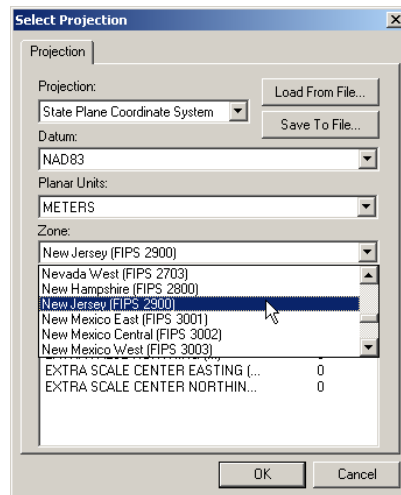 Select Projection
Projection
Projection:
Load From File...
State Plane Coordinate System
Save To File...
Datum:
NAD83
Planar Units:
METERS
Zone:
New Jersey (FIPS 2900)
Nevada West (FIPS 2703)
New Hampshire (FIPS 2800)
New Jersey (FIPS 2900)
New Mexico East (FIPS 3001)
New Mexico Central (FIPS 3002)
New Mexico West (FIPS 3003)
EXTRA SCALE CENTER EASTING (... 0
EXTRA SCALE CENTER NORTHIN... 0
OK Cancel